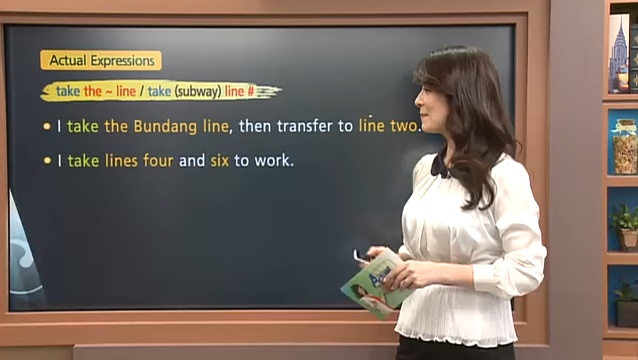 Actual Expressions
take the ~ line / take (subway) line #
• I take the Bundang line, then transfer to line two.
• I take lines four and six to work.